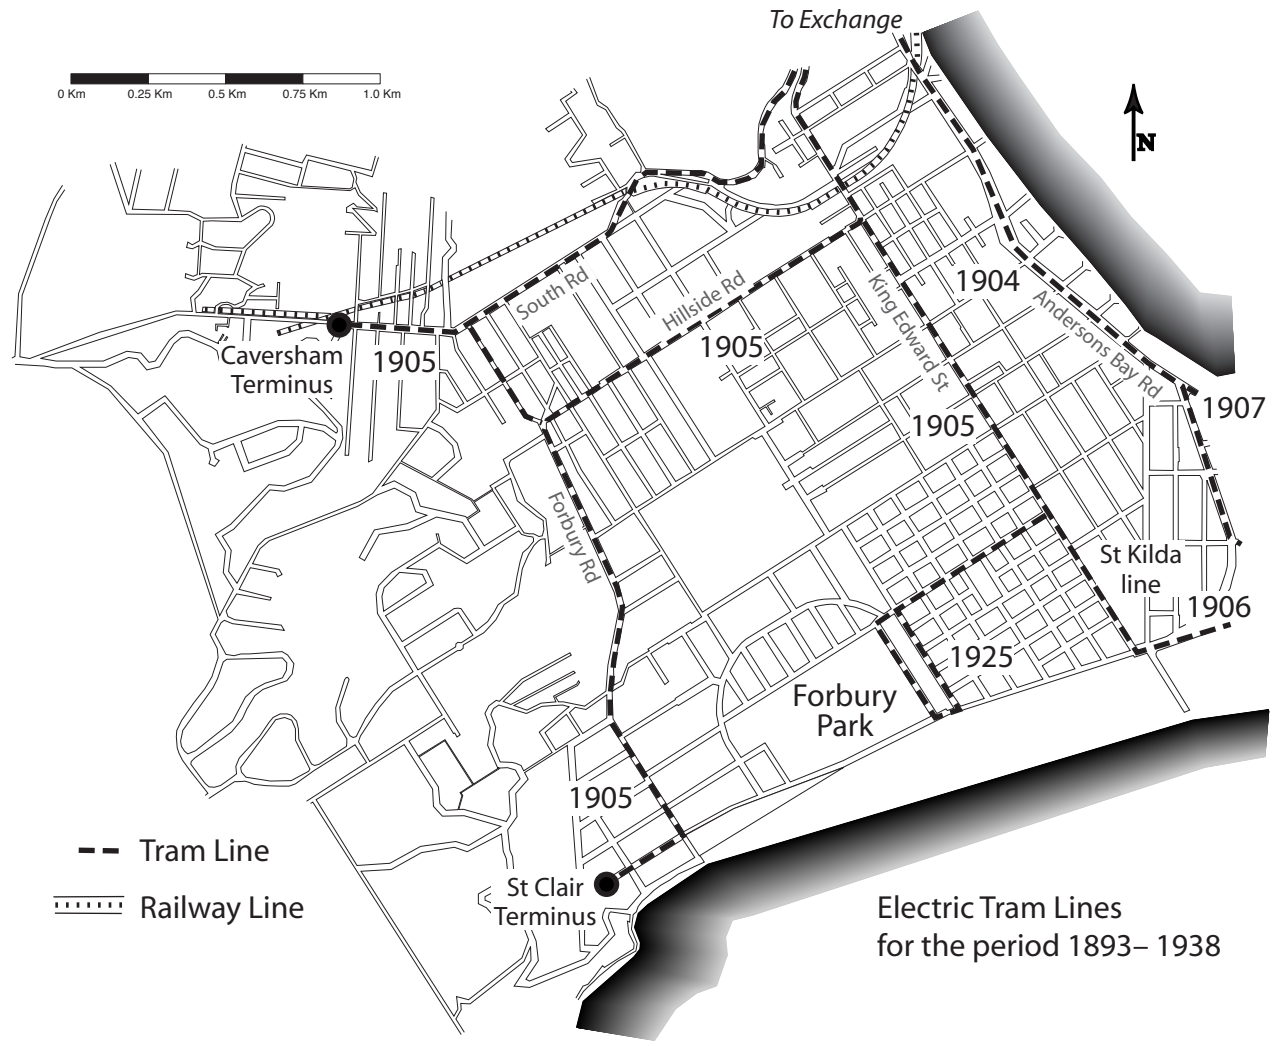 To Exchange
0 Km 0.25 Km 0.5 Km 0.75 Km 1.0 Km
N
South Rd
Hillside Rd
King Edward St
1904
Andersons Bay Rd
Caversham
Terminus
1905
1905
1905
1907
Forbury Rd
St Kilda
line
1906
1925
Forbury
Park
1905
Tram Line
Railway Line
St Clair
Terminus
Electric Tram Lines
for the period 1893– 1938